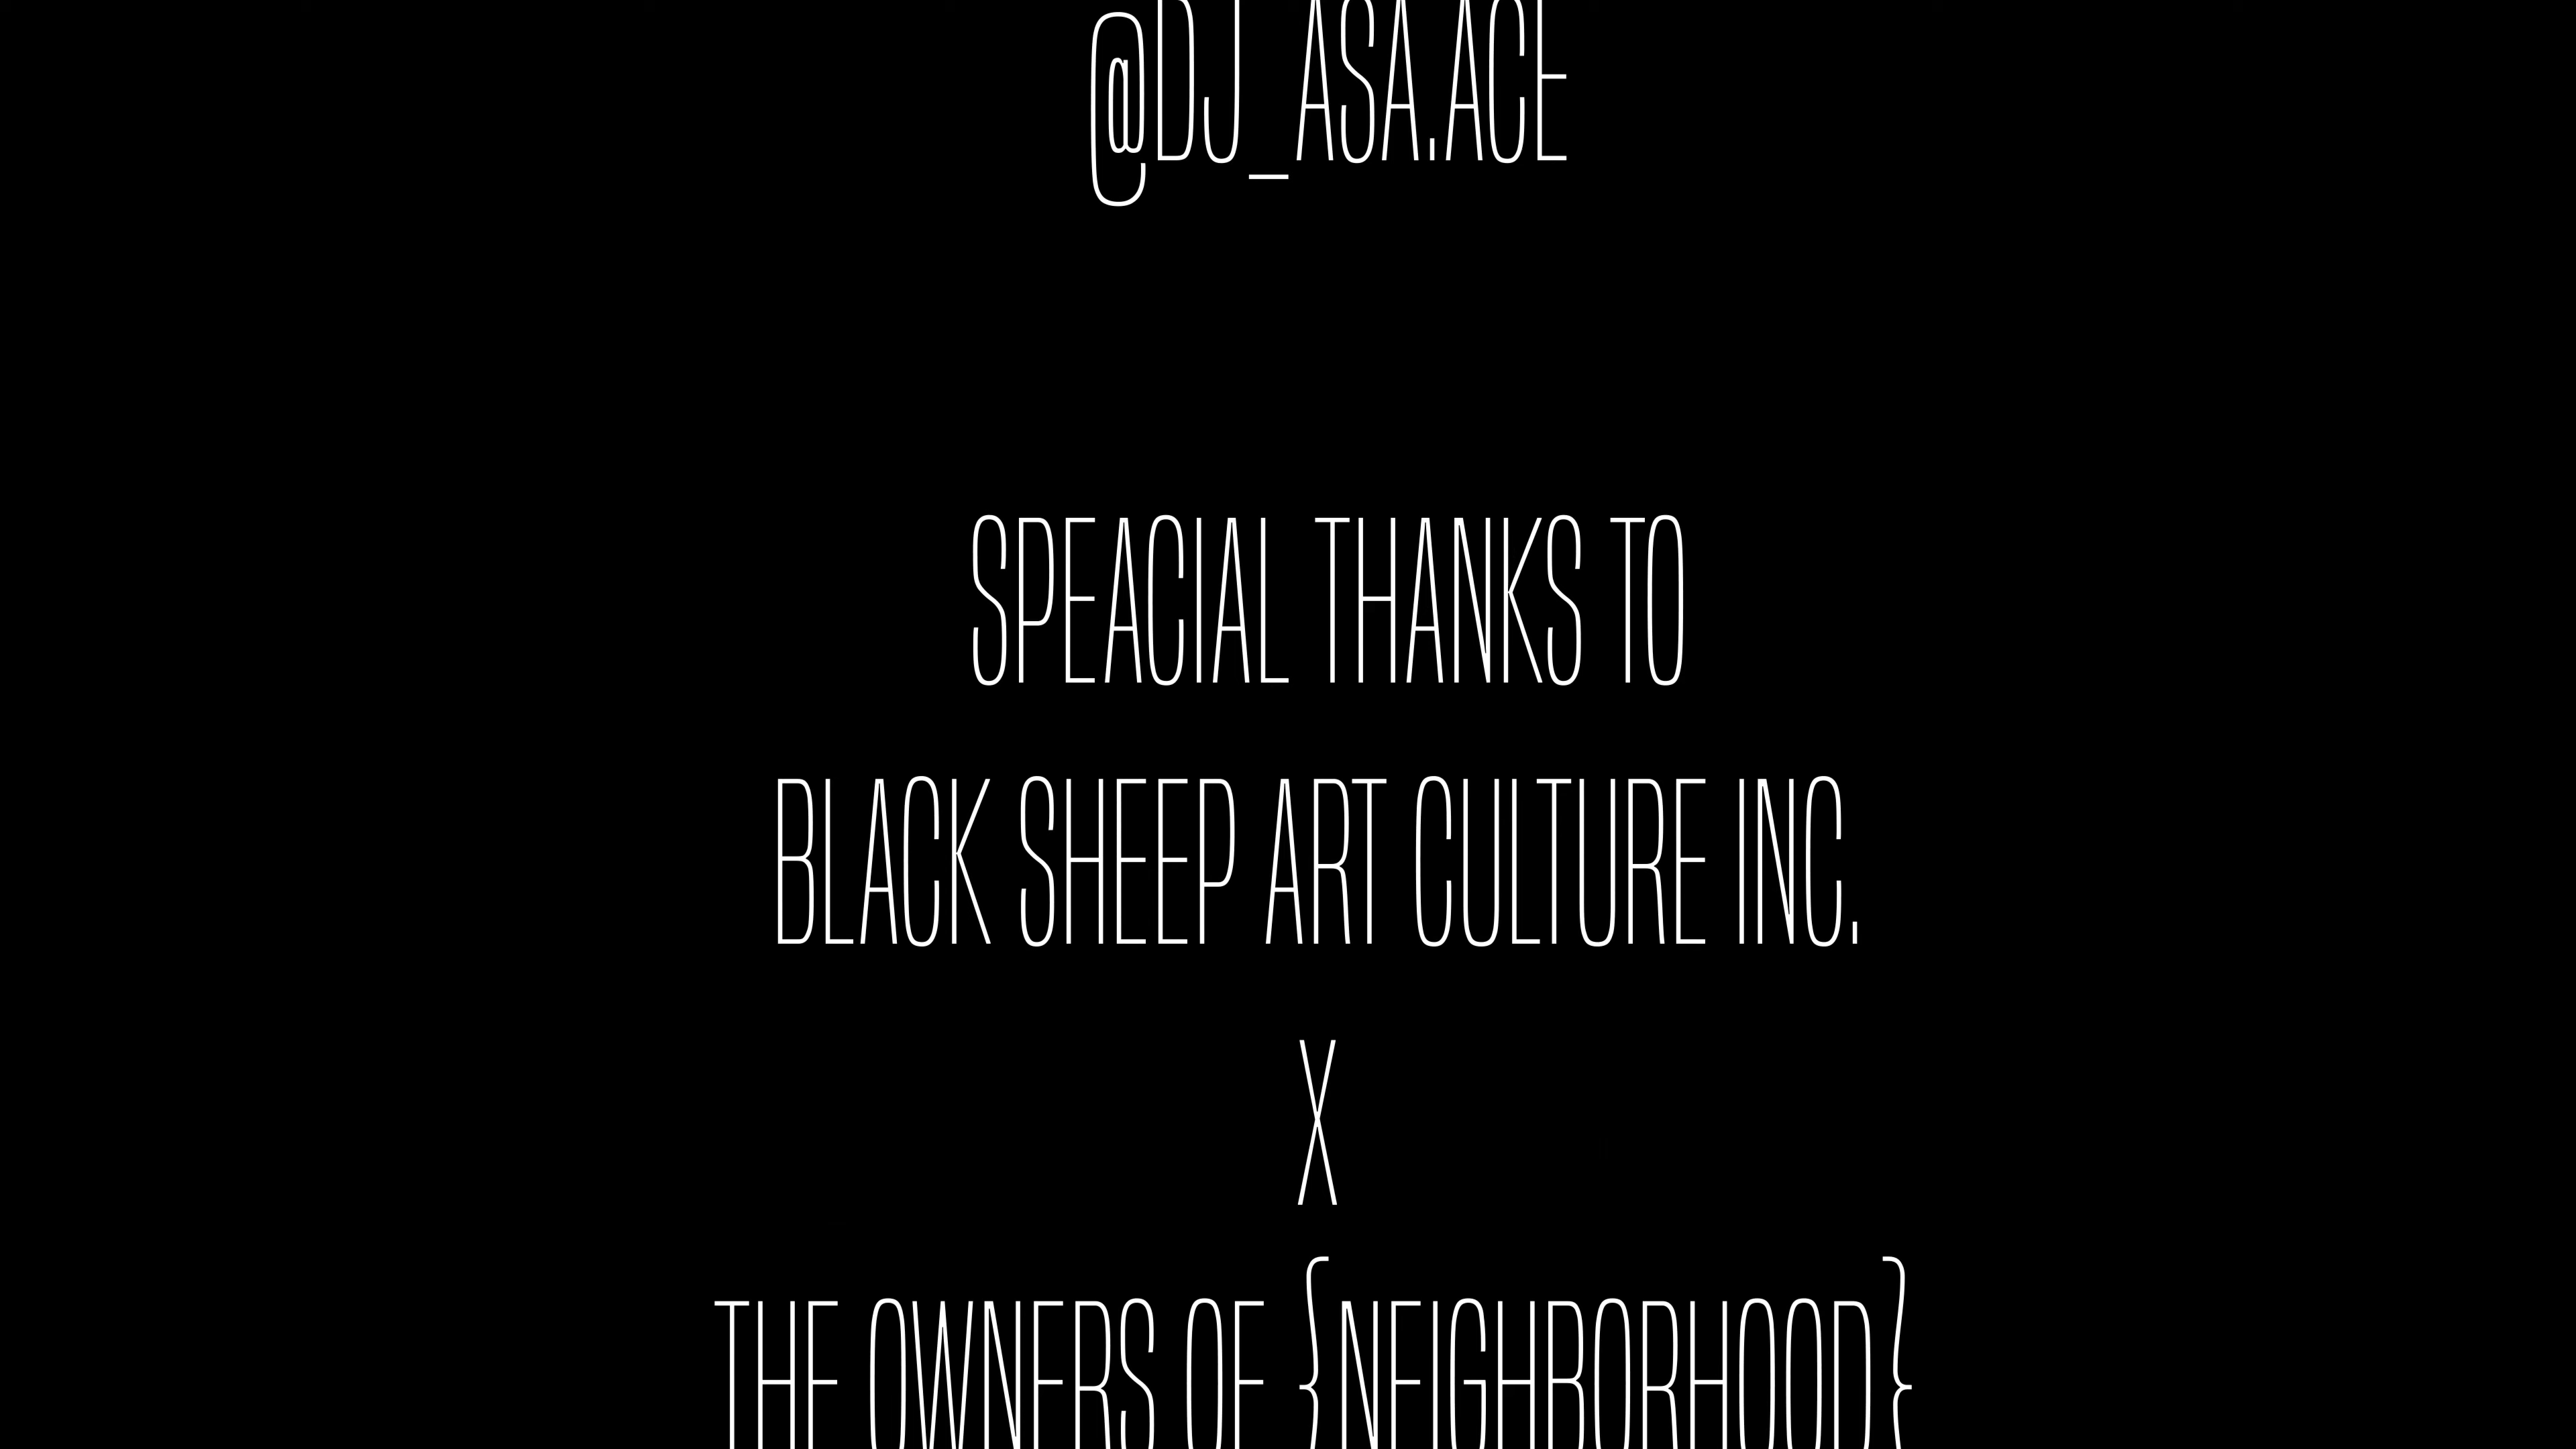 @DJ_ASA.ACE
SPEACIAL THANKS TO
BLACK SHEEP ART CULTURE INC.
X
THE OWNERS OF {NEIGHBORHOOD}